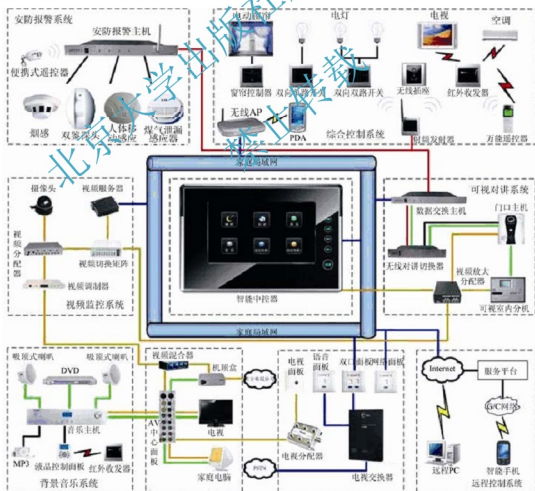 安防报警系统
安防报警主机
便携式遥控器
烟感
双鉴探头
人体移动感应
煤气泄漏感应器
电动窗帘
电灯
电视
空调
窗帘控制器
双向双路开关
无线插座
红外收发器
无线AP
PDA
综合控制系统
射频发射器
万能遥控器
家庭局域网
摄像头
视频服务器
视频分配器
视频切换矩阵
视频调制器
视频监控系统
智能中控器
家庭局域网
可视对讲系统
数据交换主机
门口主机
无线对讲切换器
视频放大分配器
可视室内分机
吸顶式喇叭
DVD
吸顶式喇叭
音乐主机
MP3
液晶控制面板
红外收发器
背景音乐系统
视频混合器
机顶盒
AV中心面板
电视
家庭电脑
电视面板
语音面板
双口面板
网络面板
电视分配器
PSTN
电视交换器
Internet
服务平台
G/C网络
远程PC
智能手机
远程控制系统
北京大学出版社
禁止转载